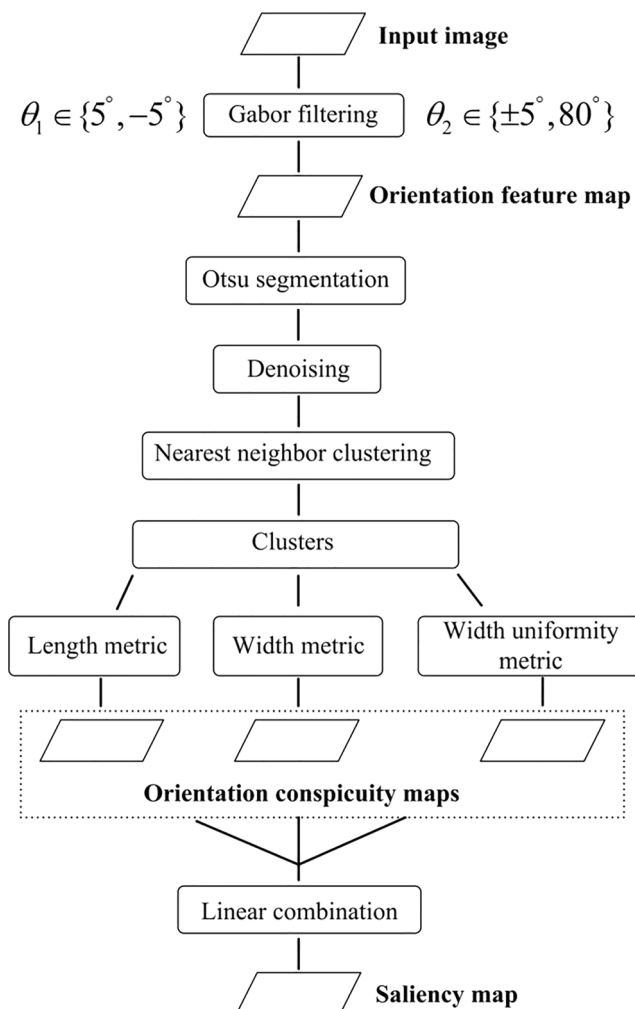 Input image
θ₁ ∈ {5°, −5°}
Gabor filtering
θ₂ ∈ {±5°, 80°}
Orientation feature map
Otsu segmentation
Denoising
Nearest neighbor clustering
Clusters
Length metric
Width metric
Width uniformity
metric
Orientation conspicuity maps
Linear combination
Saliency map